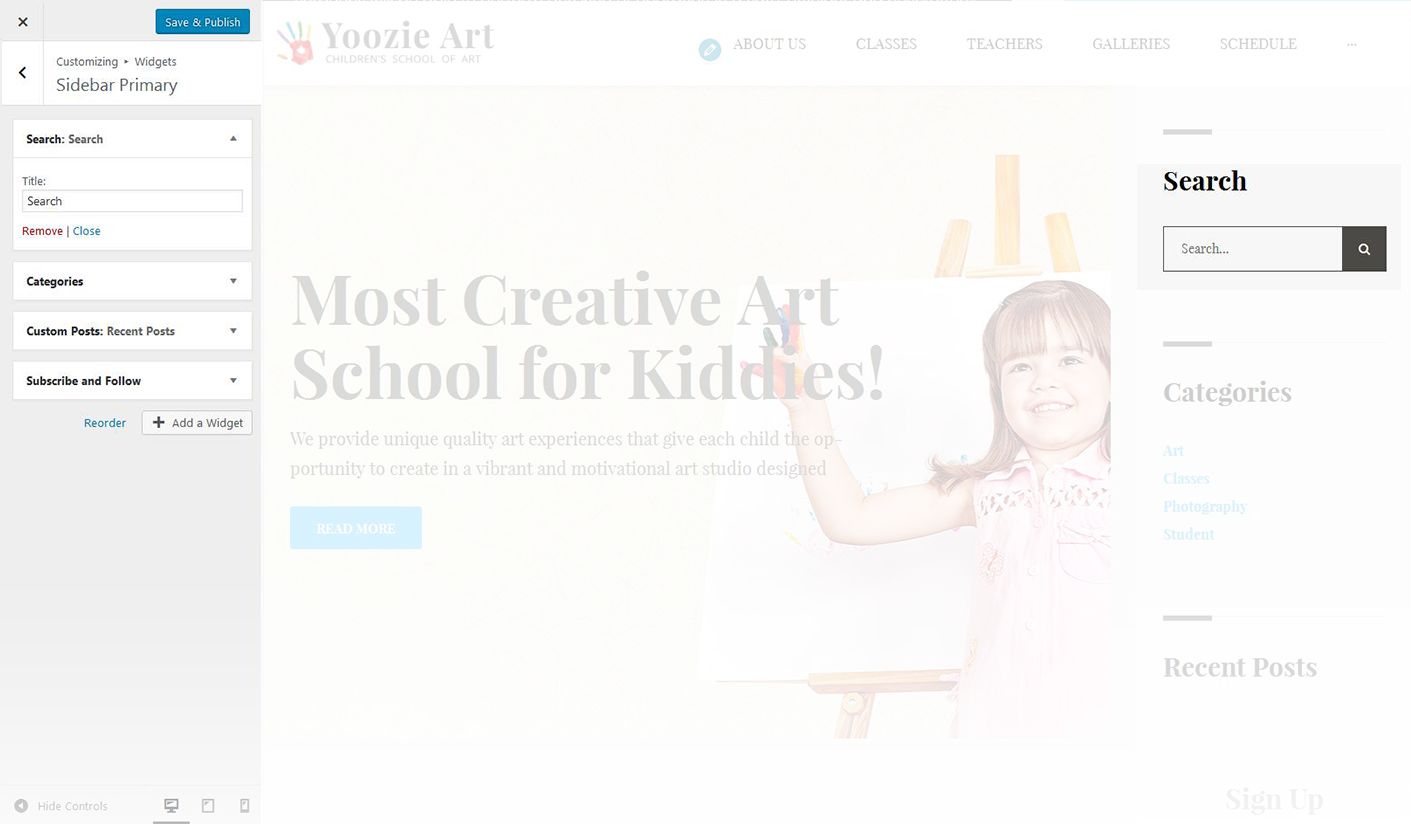 Save & Publish
Customizing ▸ Widgets
Sidebar Primary
Search: Search
Title:
Search
Remove | Close
Categories
Custom Posts: Recent Posts
Subscribe and Follow
Reorder
Add a Widget
Hide Controls
Yoozie Art
CHILDREN'S SCHOOL OF ART
ABOUT US
CLASSES
TEACHERS
GALLERIES
SCHEDULE
...
Most Creative Art
School for Kiddies!
We provide unique quality art experiences that give each child the op-
portunity to create in a vibrant and motivational art studio designed
READ MORE
Search
Search...
Categories
Art
Classes
Photography
Student
Recent Posts
Sign Up